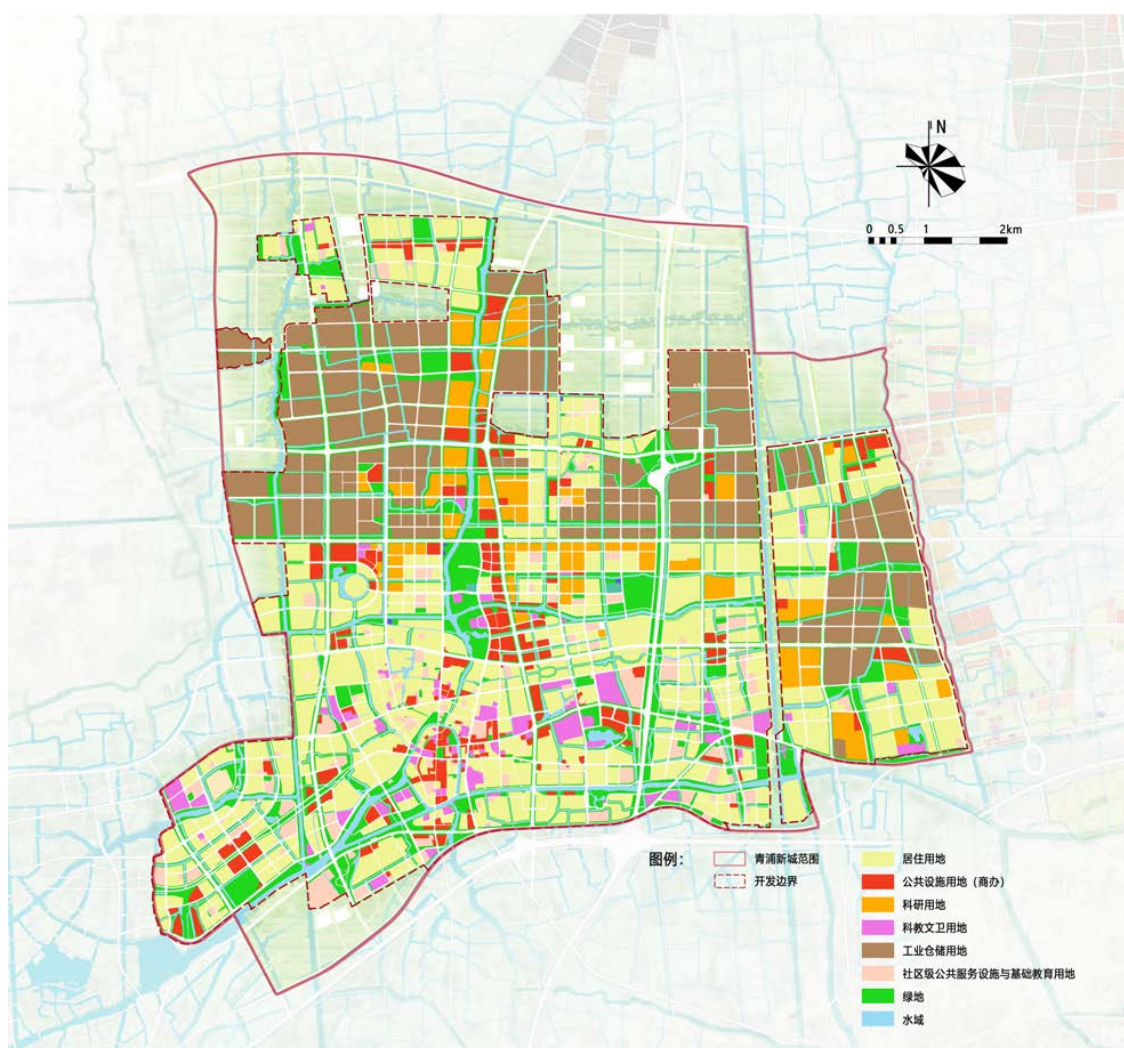 N
0 0.5 1 2km
图例：
青浦新城范围
开发边界
居住用地
公共设施用地（商办）
科研用地
科教文卫用地
工业仓储用地
社区级公共服务设施与基础教育用地
绿地
水域